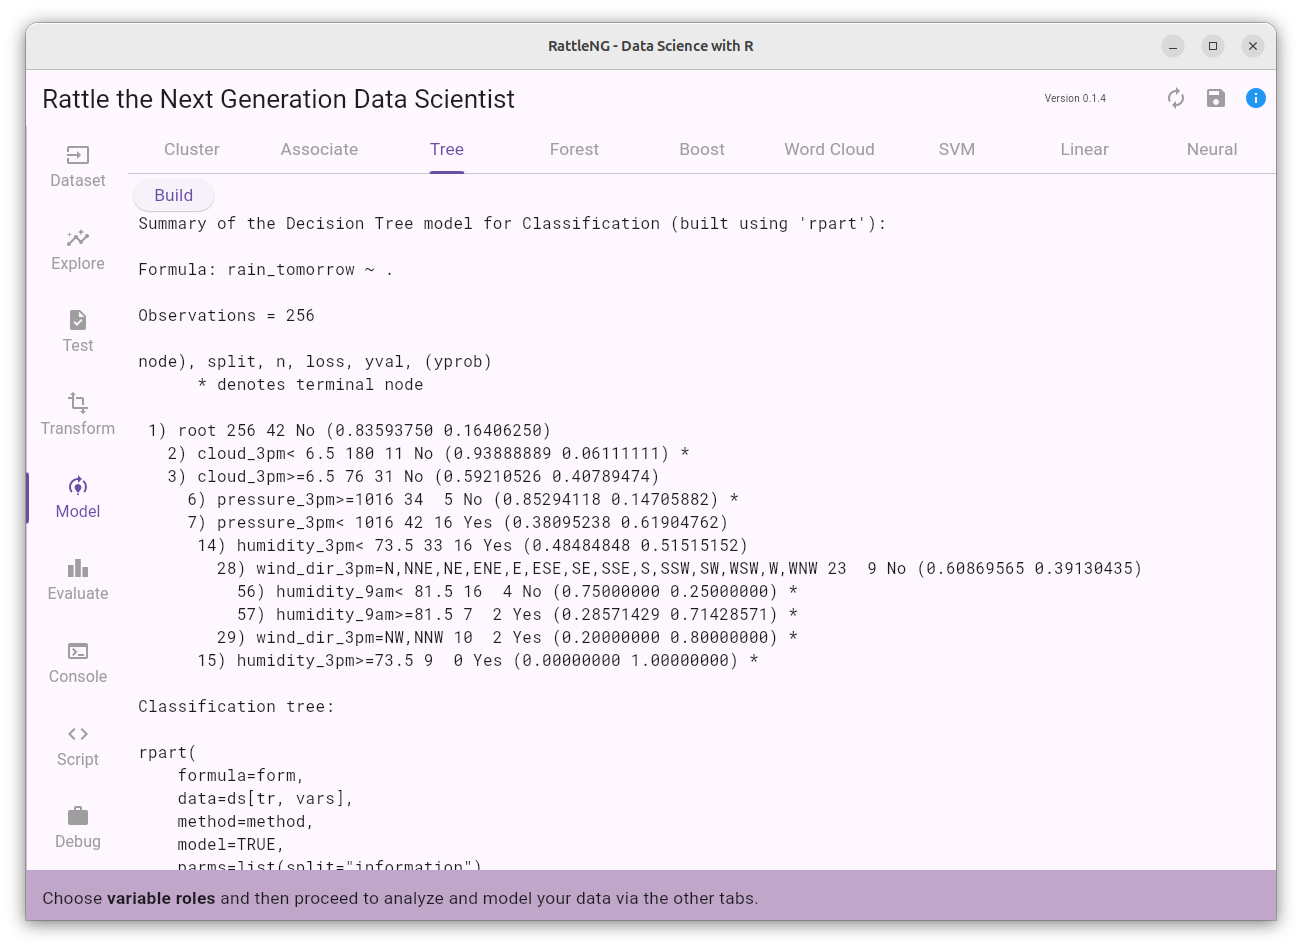 RattleNG - Data Science with R
Rattle the Next Generation Data Scientist
Version 0.1.4
Dataset
Explore
Test
Transform
Model
Evaluate
Console
Script
Debug
Cluster Associate Tree Forest Boost Word Cloud SVM Linear Neural
Build
Summary of the Decision Tree model for Classification (built using 'rpart'):
Formula: rain_tomorrow ~ .
Observations = 256
node), split, n, loss, yval, (yprob)
      * denotes terminal node
 1) root 256 42 No (0.83593750 0.16406250)
   2) cloud_3pm< 6.5 180 11 No (0.93888889 0.06111111) *
   3) cloud_3pm>=6.5 76 31 No (0.59210526 0.40789474)
     6) pressure_3pm>=1016 34  5 No (0.85294118 0.14705882) *
     7) pressure_3pm< 1016 42 16 Yes (0.38095238 0.61904762)
      14) humidity_3pm< 73.5 33 16 Yes (0.48484848 0.51515152)
        28) wind_dir_3pm=N,NNE,NE,ENE,E,ESE,SE,SSE,S,SSW,SW,WSW,W,WNW 23  9 No (0.60869565 0.39130435)
          56) humidity_9am< 81.5 16  4 No (0.75000000 0.25000000) *
          57) humidity_9am>=81.5 7  2 Yes (0.28571429 0.71428571) *
        29) wind_dir_3pm=NW,NNW 10  2 Yes (0.20000000 0.80000000) *
      15) humidity_3pm>=73.5 9  0 Yes (0.00000000 1.00000000) *
Classification tree:
rpart(
    formula=form,
    data=ds[tr, vars],
    method=method,
    model=TRUE,
    parms=list(split="information")
Choose variable roles and then proceed to analyze and model your data via the other tabs.